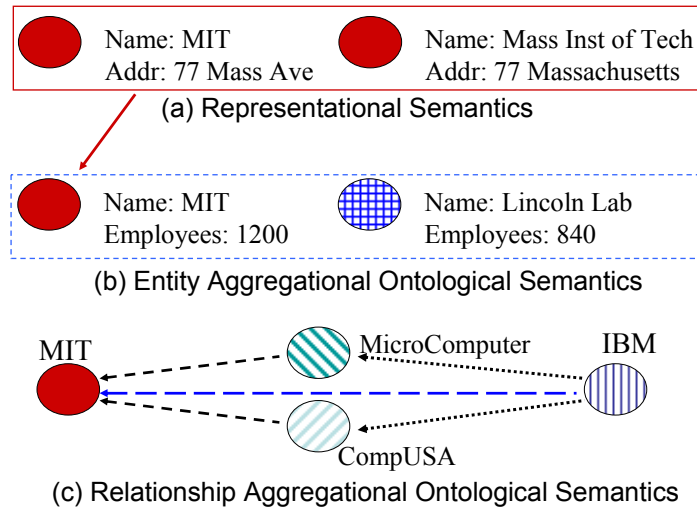 Name: MIT
Addr: 77 Mass Ave
Name: Mass Inst of Tech
Addr: 77 Massachusetts
(a) Representational Semantics
Name: MIT
Employees: 1200
Name: Lincoln Lab
Employees: 840
(b) Entity Aggregational Ontological Semantics
MIT
MicroComputer
IBM
CompUSA
(c) Relationship Aggregational Ontological Semantics